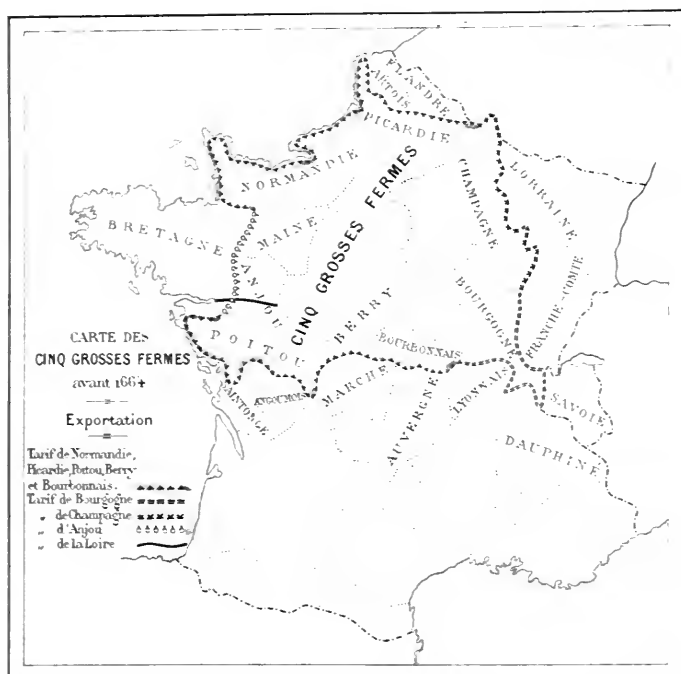 FLANDRE
ARTOIS
PICARDIE
NORMANDIE
LORRAINE
CHAMPAGNE
BRETAGNE
MAINE
CINQ GROSSES FERMES
ANJOU
BERRY
BOURGOGNE
FRANCHE-COMTE
POITOU
BOURBONNAIS
MARCHE
ANGOUMOIS
SAINTONGE
AUVERGNE
LYONNAIS
SAVOIE
DAUPHINE
CARTE DES
CINQ GROSSES FERMES
avant 1664
Exportation
Tarif de Normandie,
Picardie, Poitou, Berry
et Bourbonnais.
Tarif de Bourgogne
„ de Champagne
„ d'Anjou
„ de la Loire